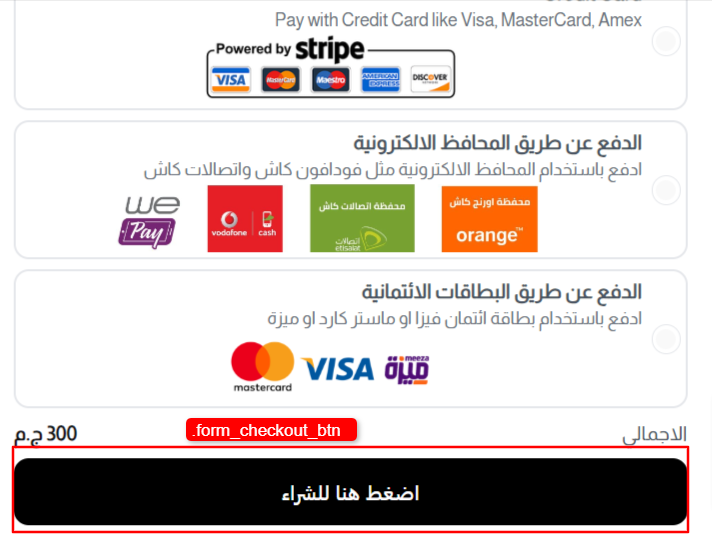 Pay with Credit Card like Visa, MasterCard, Amex
Powered by stripe
VISA MasterCard Maestro AMERICAN EXPRESS DISCOVER
الدفع عن طريق المحافظ الالكترونية
ادفع باستخدام المحافظ الالكترونية مثل فودافون كاش واتصالات كاش
we Pay
vodafone cash
محفظة اتصالات كاش
اتصالات
etisalat
محفظة اورنج كاش
orange™
الدفع عن طريق البطاقات الائتمانية
ادفع باستخدام بطاقة ائتمان فيزا او ماستر كارد او ميزة
mastercard
VISA
meeza
ميزة
الاجمالي
300 ج.م
.form_checkout_btn
اضغط هنا للشراء